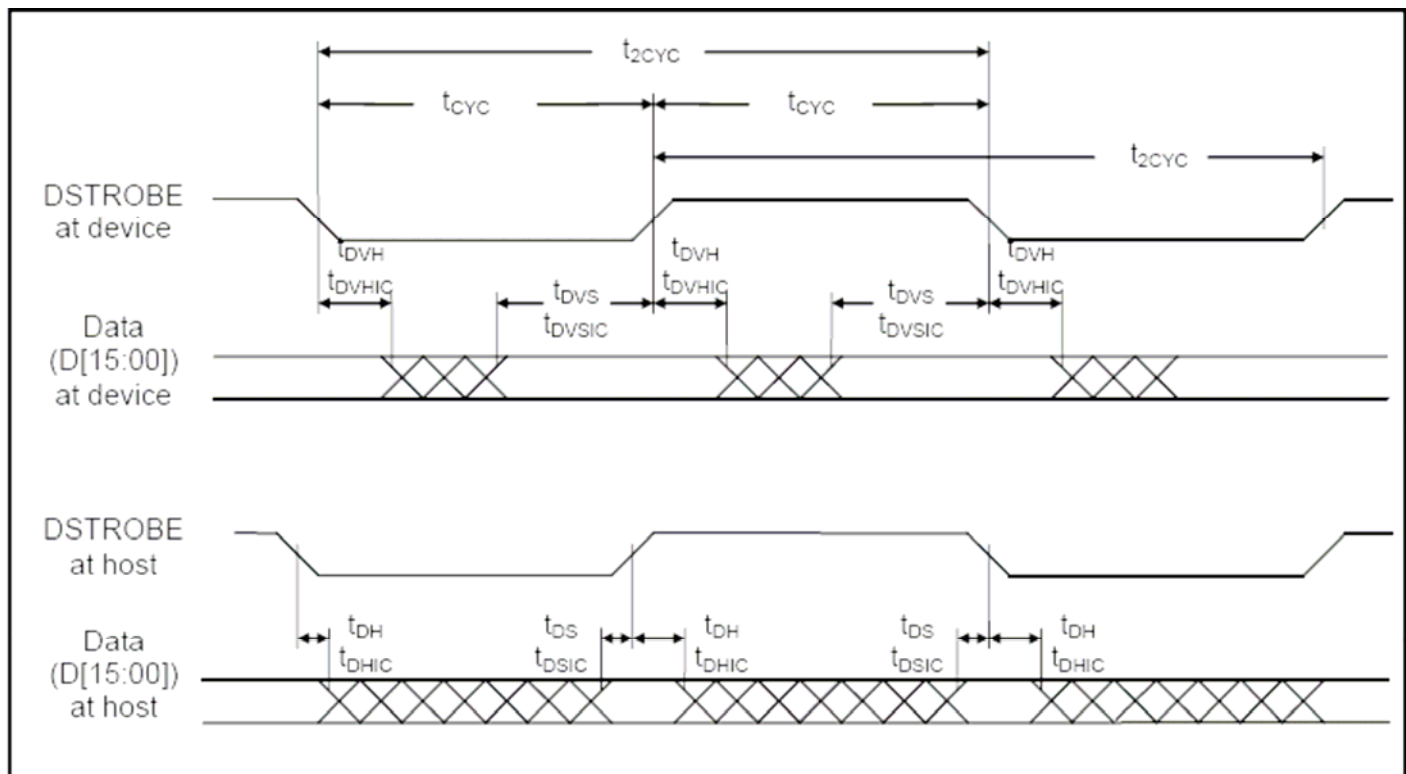 t2CYC
tCYC tCYC
t2CYC
DSTROBE
at device
tDVH tDVH tDVH
tDVHIC tDVS tDVHIC tDVS tDVHIC
tDVSIC tDVSIC
Data
(D[15:00])
at device
DSTROBE
at host
tDH tDS tDH tDS tDH
tDHIC tDSIC tDHIC tDSIC tDHIC
Data
(D[15:00])
at host